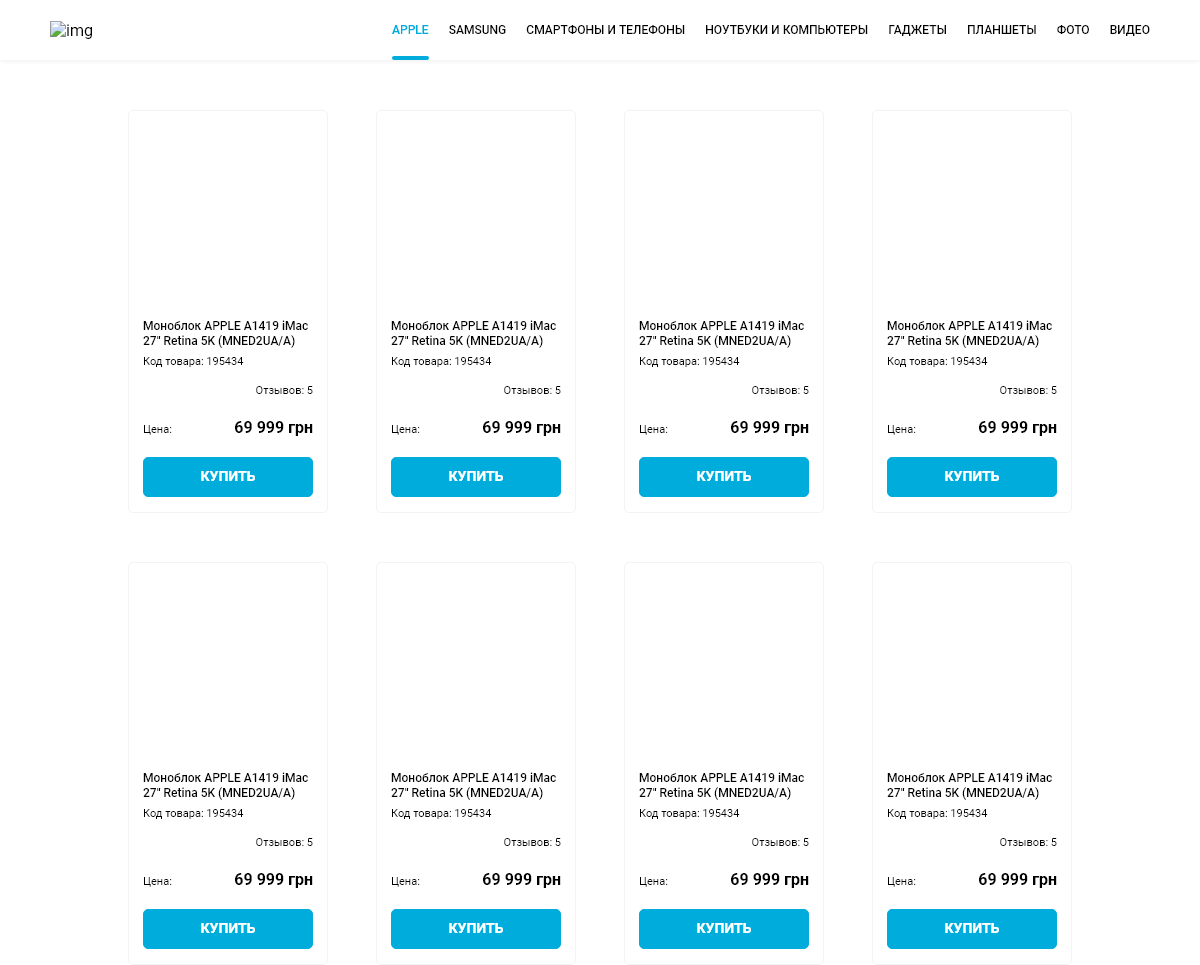 img
APPLE SAMSUNG СМАРТФОНЫ И ТЕЛЕФОНЫ НОУТБУКИ И КОМПЬЮТЕРЫ ГАДЖЕТЫ ПЛАНШЕТЫ ФОТО ВИДЕО
Моноблок APPLE A1419 iMac
27" Retina 5K (MNED2UA/A)
Код товара: 195434
Отзывов: 5
Цена: 69 999 грн
КУПИТЬ
Моноблок APPLE A1419 iMac
27" Retina 5K (MNED2UA/A)
Код товара: 195434
Отзывов: 5
Цена: 69 999 грн
КУПИТЬ
Моноблок APPLE A1419 iMac
27" Retina 5K (MNED2UA/A)
Код товара: 195434
Отзывов: 5
Цена: 69 999 грн
КУПИТЬ
Моноблок APPLE A1419 iMac
27" Retina 5K (MNED2UA/A)
Код товара: 195434
Отзывов: 5
Цена: 69 999 грн
КУПИТЬ
Моноблок APPLE A1419 iMac
27" Retina 5K (MNED2UA/A)
Код товара: 195434
Отзывов: 5
Цена: 69 999 грн
КУПИТЬ
Моноблок APPLE A1419 iMac
27" Retina 5K (MNED2UA/A)
Код товара: 195434
Отзывов: 5
Цена: 69 999 грн
КУПИТЬ
Моноблок APPLE A1419 iMac
27" Retina 5K (MNED2UA/A)
Код товара: 195434
Отзывов: 5
Цена: 69 999 грн
КУПИТЬ
Моноблок APPLE A1419 iMac
27" Retina 5K (MNED2UA/A)
Код товара: 195434
Отзывов: 5
Цена: 69 999 грн
КУПИТЬ